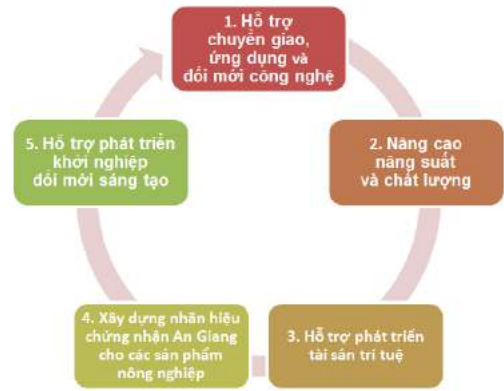 1. Hỗ trợ
chuyển giao,
ứng dụng và
đổi mới công nghệ
2. Nâng cao
năng suất
và chất lượng
3. Hỗ trợ phát triển
tài sản trí tuệ
4. Xây dựng nhãn hiệu
chứng nhận An Giang
cho các sản phẩm
nông nghiệp
5. Hỗ trợ phát triển
khởi nghiệp
đổi mới sáng tạo